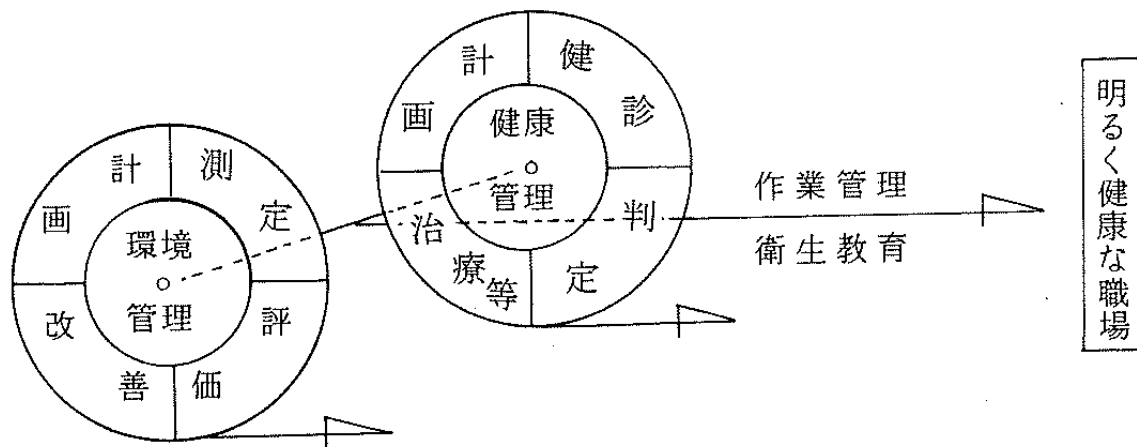 計画
測定
評価
改善
環境
管理
計画
健診
判定
治療等
健康
管理
作業管理
衛生教育
明るく健康な職場